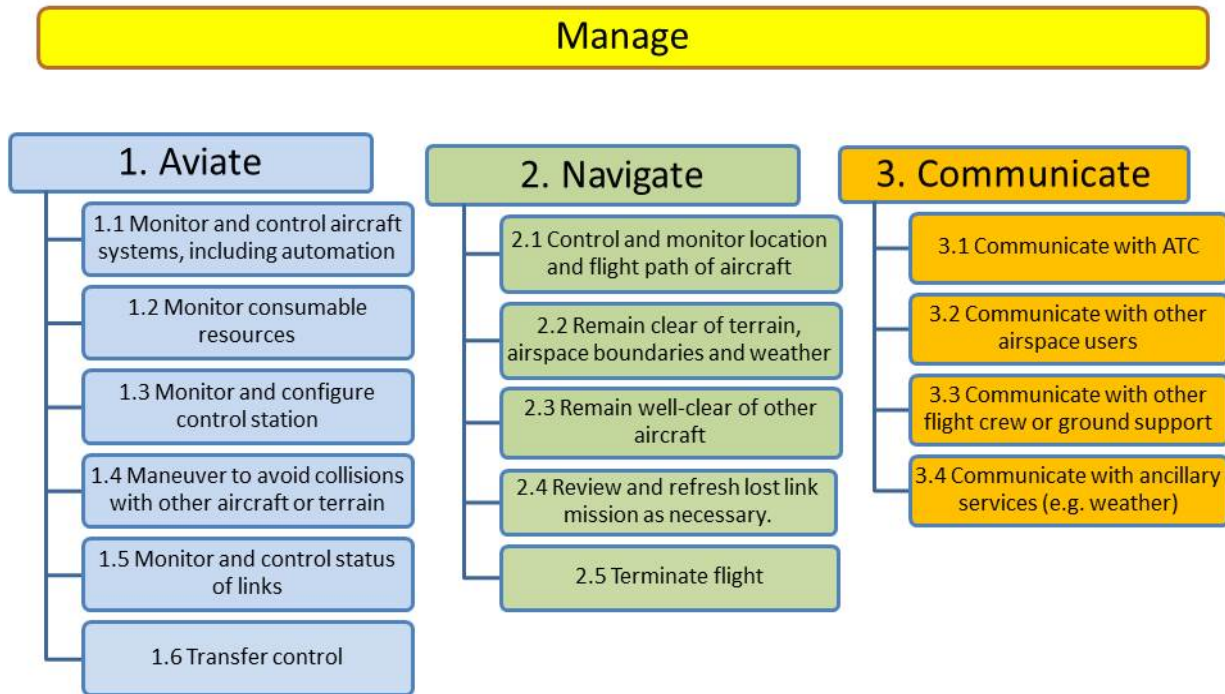 Manage
1. Aviate
1.1 Monitor and control aircraft
systems, including automation
1.2 Monitor consumable
resources
1.3 Monitor and configure
control station
1.4 Maneuver to avoid collisions
with other aircraft or terrain
1.5 Monitor and control status
of links
1.6 Transfer control
2. Navigate
2.1 Control and monitor location
and flight path of aircraft
2.2 Remain clear of terrain,
airspace boundaries and weather
2.3 Remain well-clear of other
aircraft
2.4 Review and refresh lost link
mission as necessary.
2.5 Terminate flight
3. Communicate
3.1 Communicate with ATC
3.2 Communicate with other
airspace users
3.3 Communicate with other
flight crew or ground support
3.4 Communicate with ancillary
services (e.g. weather)